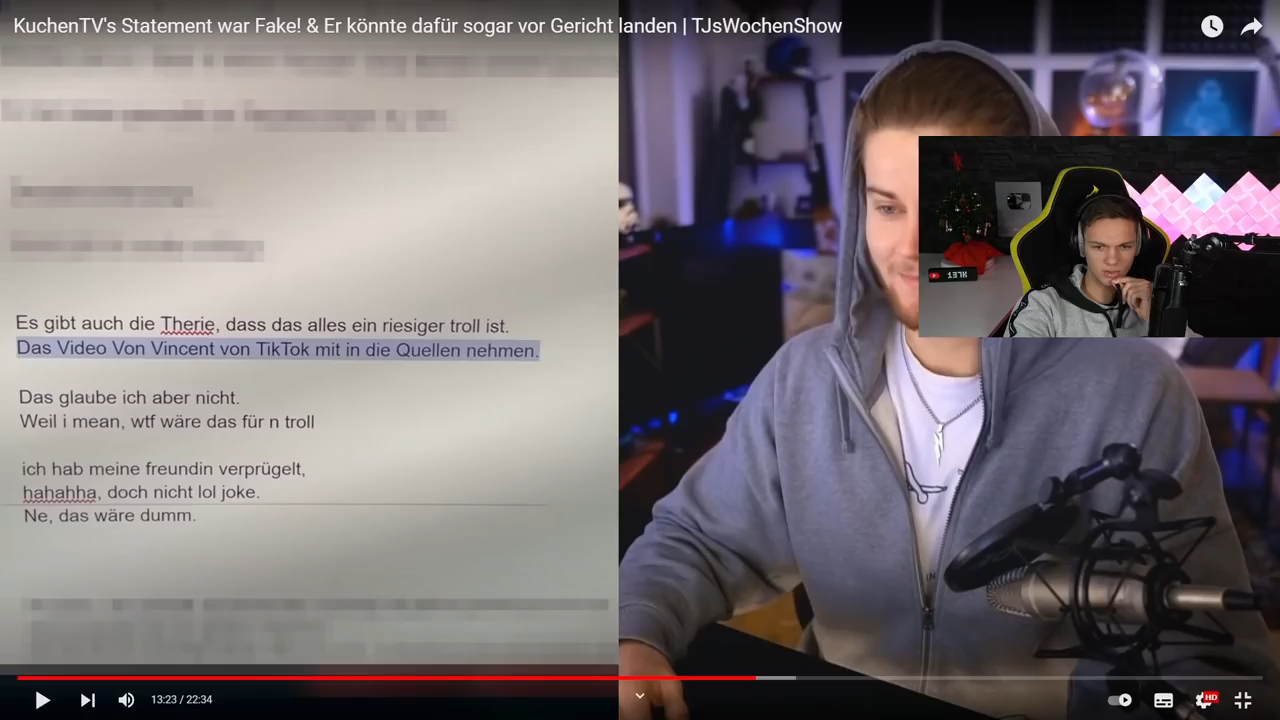 KuchenTV's Statement war Fake! & Er könnte dafür sogar vor Gericht landen | TJsWochenShow
Es gibt auch die Therie, dass das alles ein riesiger troll ist.
Das Video Von Vincent von TikTok mit in die Quellen nehmen.
Das glaube ich aber nicht.
Weil i mean, wtf wäre das für n troll
ich hab meine freundin verprügelt,
hahahha, doch nicht lol joke.
Ne, das wäre dumm.
13:23 / 22:34
HD